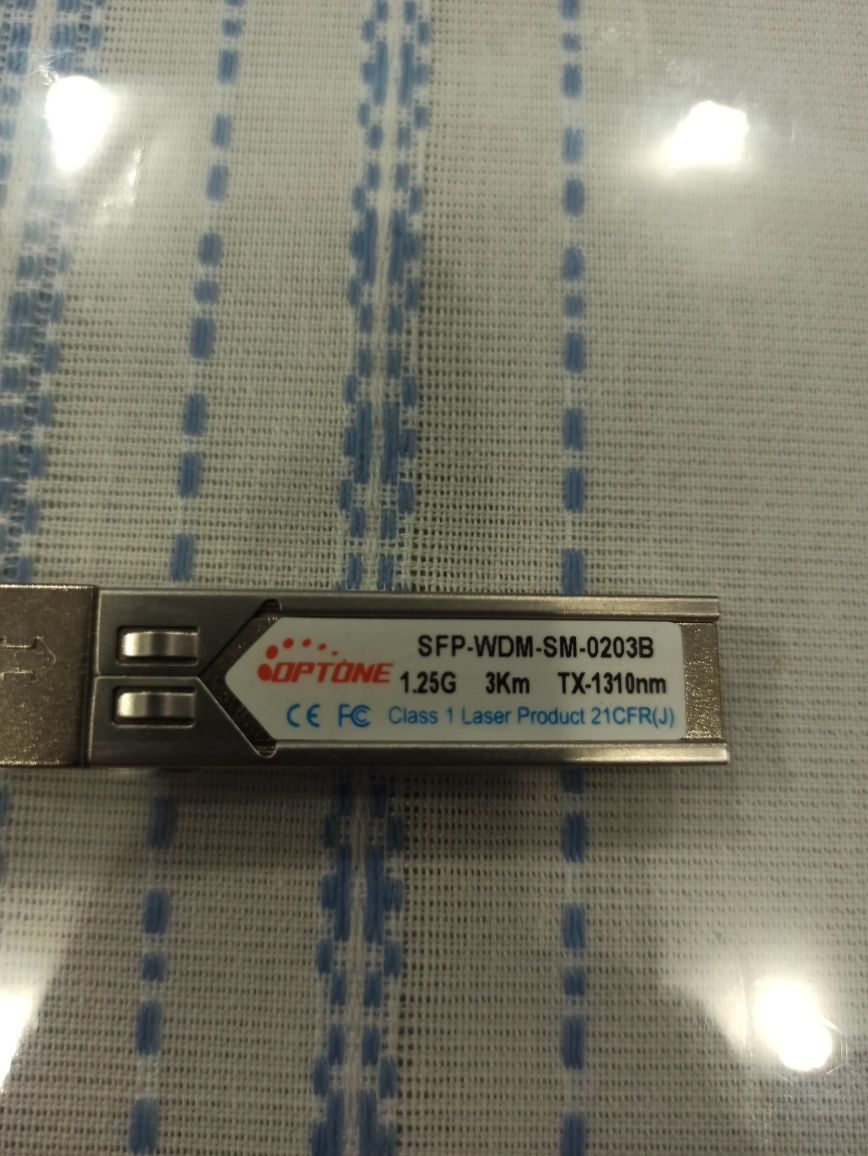 SFP-WDM-SM-0203B
OPTONE 1.25G 3Km TX-1310nm
CE FC Class 1 Laser Product 21CFR(J)